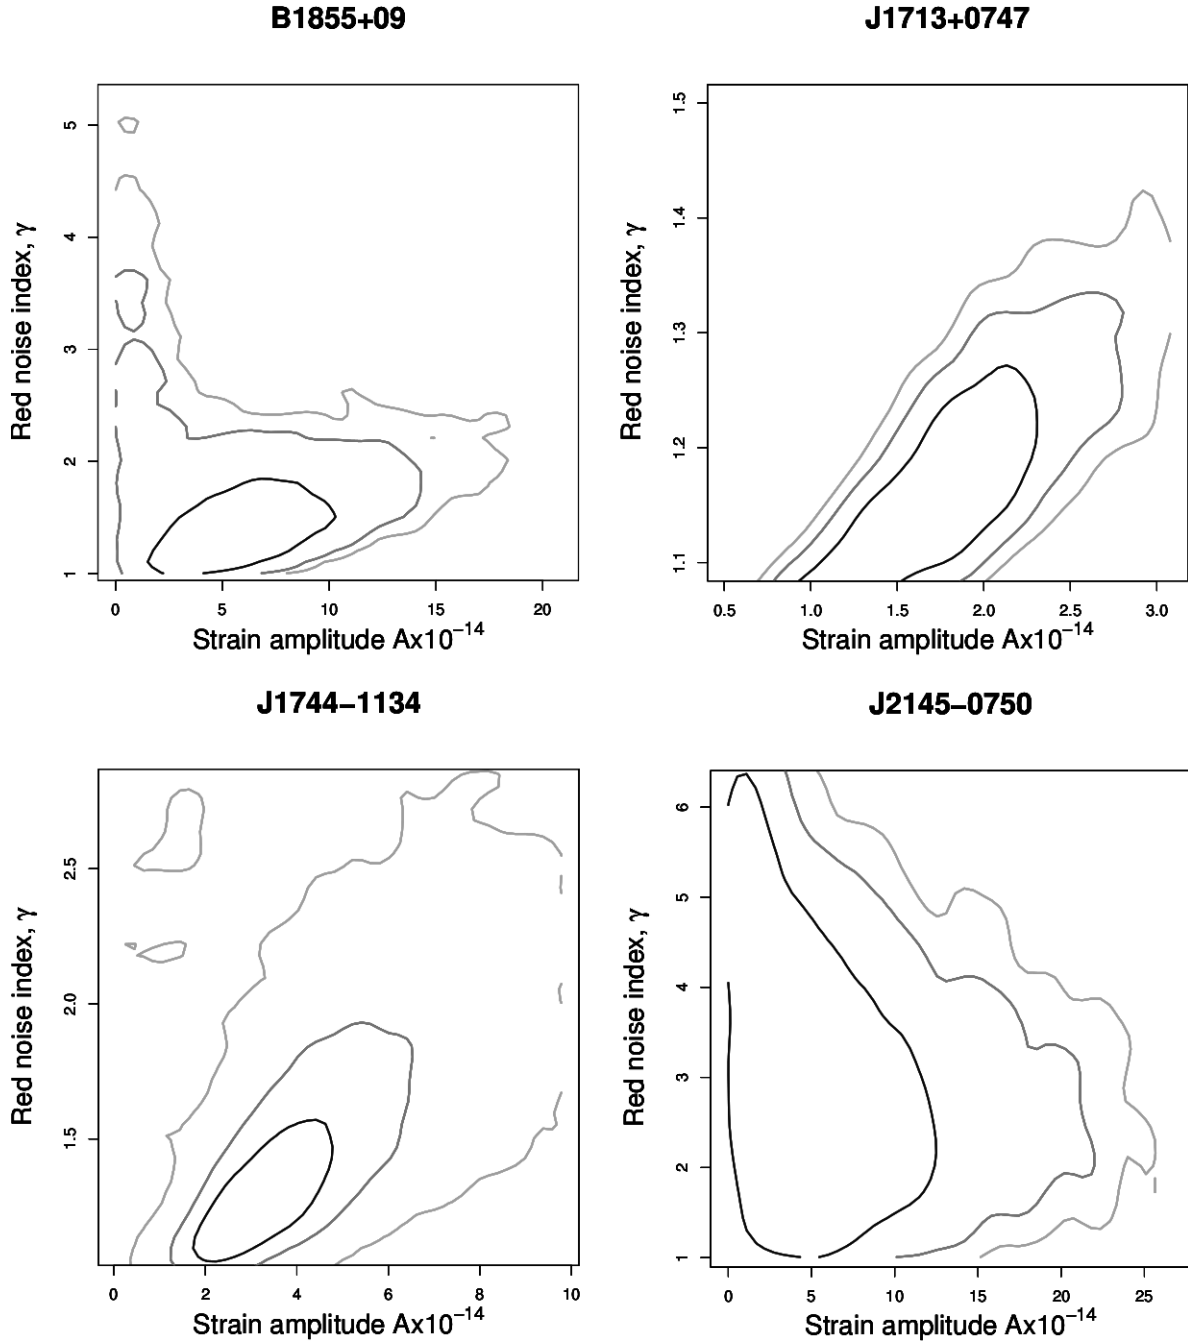 B1855+09
Red noise index, γ
5
4
3
2
1
0 5 10 15 20
Strain amplitude Ax10⁻¹⁴
J1713+0747
Red noise index, γ
1.5
1.4
1.3
1.2
1.1
0.5 1.0 1.5 2.0 2.5 3.0
Strain amplitude Ax10⁻¹⁴
J1744−1134
Red noise index, γ
2.5
2.0
1.5
0 2 4 6 8 10
Strain amplitude Ax10⁻¹⁴
J2145−0750
Red noise index, γ
6
5
4
3
2
1
0 5 10 15 20 25
Strain amplitude Ax10⁻¹⁴